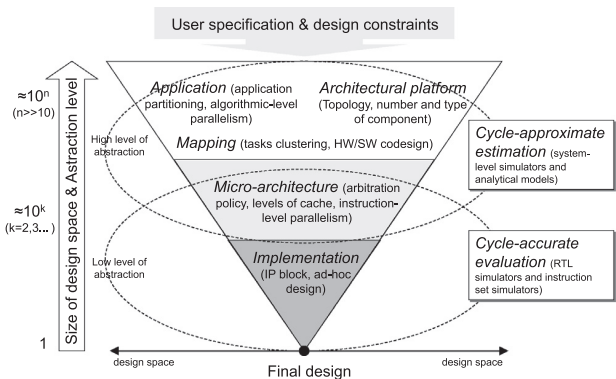 User specification & design constraints
Size of design space & Astraction level
≈10ⁿ
(n>>10)
≈10ᵏ
(k=2,3...)
1
High level of
abstraction
Low level of
abstraction
Application (application
partitioning, algorithmic-level
parallelism)
Architectural platform
(Topology, number and type
of component)
Mapping (tasks clustering, HW/SW codesign)
Micro-architecture (arbitration
policy, levels of cache, instruction-
level parallelism)
Implementation
(IP block, ad-hoc
design)
Cycle-approximate
estimation (system-
level simulators and
analytical models)
Cycle-accurate
evaluation (RTL
simulators and instruction
set simulators)
design space
design space
Final design